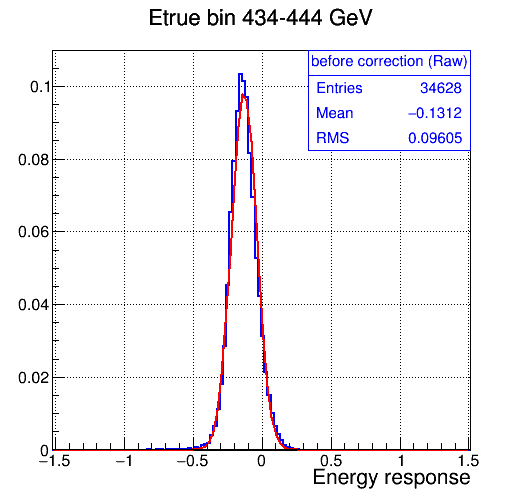 Etrue bin 434-444 GeV
before correction (Raw)
Entries 34628
Mean −0.1312
RMS 0.09605
0.1
0.08
0.06
0.04
0.02
0
−1.5 −1 −0.5 0 0.5 1 1.5
Energy response